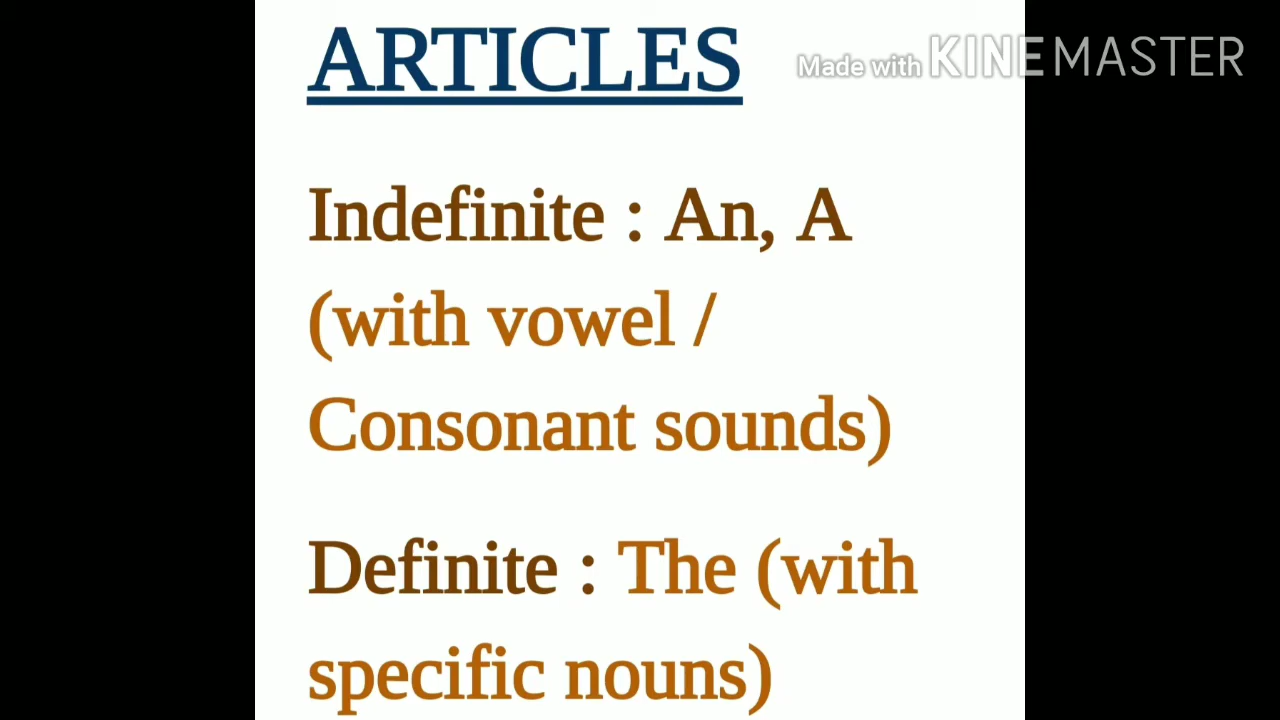 ARTICLES
Made with KINEMASTER
Indefinite : An, A
(with vowel /
Consonant sounds)
Definite : The (with
specific nouns)